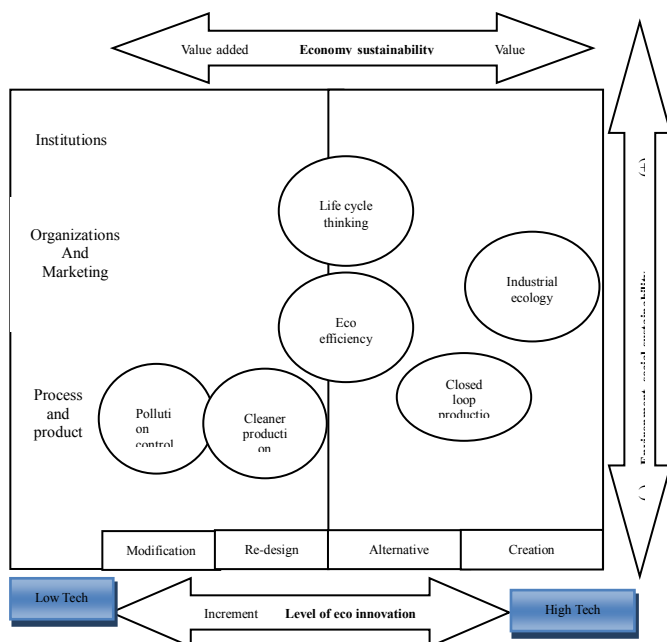 Value added Economy sustainability Value
Institutions
Organizations
And
Marketing
Process
and
product
Life cycle
thinking
Eco
efficiency
Industrial
ecology
Closed
loop
productio
Polluti
on
control
Cleaner
producti
on
Modification Re-design Alternative Creation
Low Tech
Increment Level of eco innovation
High Tech